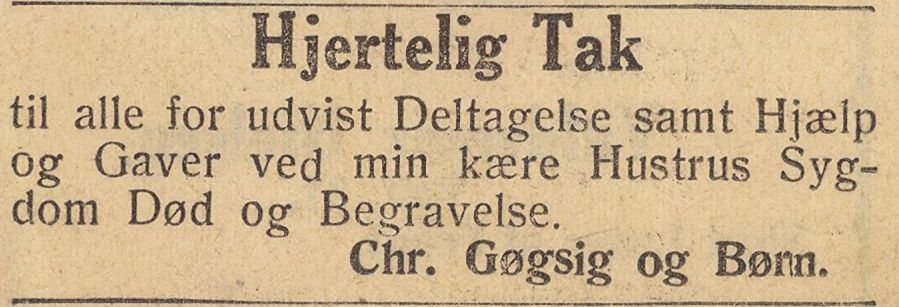 Hjertelig Tak
til alle for udvist Deltagelse samt Hjælp
og Gaver ved min kære Hustrus Syg-
dom Død og Begravelse.
Chr. Gøgsig og Børn.